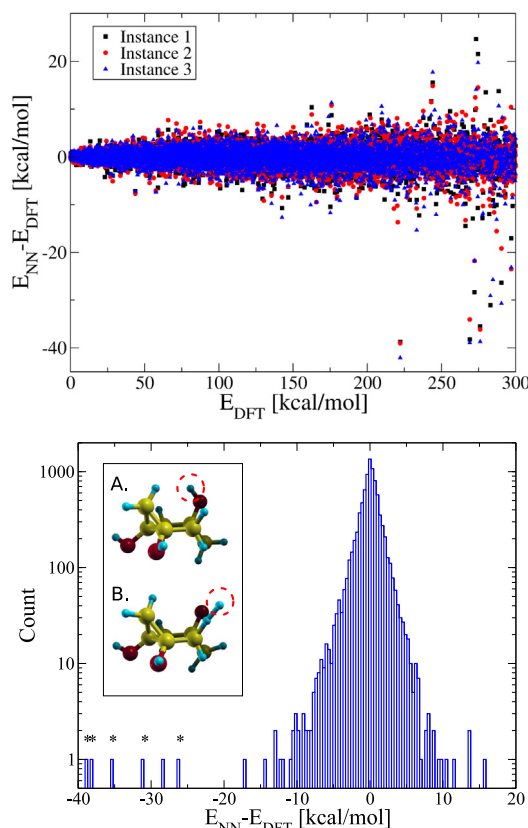 20
0
-20
-40
E_NN-E_DFT [kcal/mol]
Instance 1
Instance 2
Instance 3
0 50 100 150 200 250 300
E_DFT [kcal/mol]
1000
100
10
1
Count
A.
B.
** * * *
-40 -30 -20 -10 0 10 20
E_NN-E_DFT [kcal/mol]